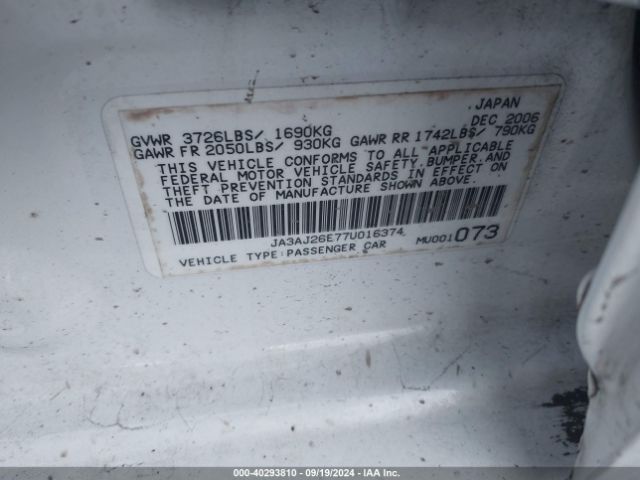 JAPAN
DEC 2006
GVWR 3726LBS/ 1690KG
GAWR FR 2050LBS/ 930KG GAWR RR 1742LBS/ 790KG
THIS VEHICLE CONFORMS TO ALL APPLICABLE
FEDERAL MOTOR VEHICLE SAFETY,BUMPER,AND
THEFT PREVENTION STANDARDS IN EFFECT ON
THE DATE OF MANUFACTURE SHOWN ABOVE.
JA3AJ26E77U016374
MU001073
VEHICLE TYPE:PASSENGER CAR
000-40293810 - 09/19/2024 - IAA Inc.